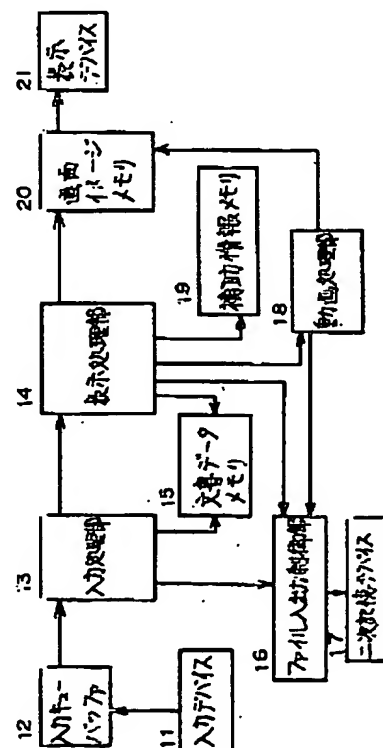 12
入力キュー
バッファ
13
入力処理部
14
表示処理部
20
画面
イメージ
メモリ
21
表示
デバイス
11
入力デバイス
15
文書データ
メモリ
19
補助情報メモリ
16
ファイル入出力制御部
18
動画処理部
17
二次記憶デバイス